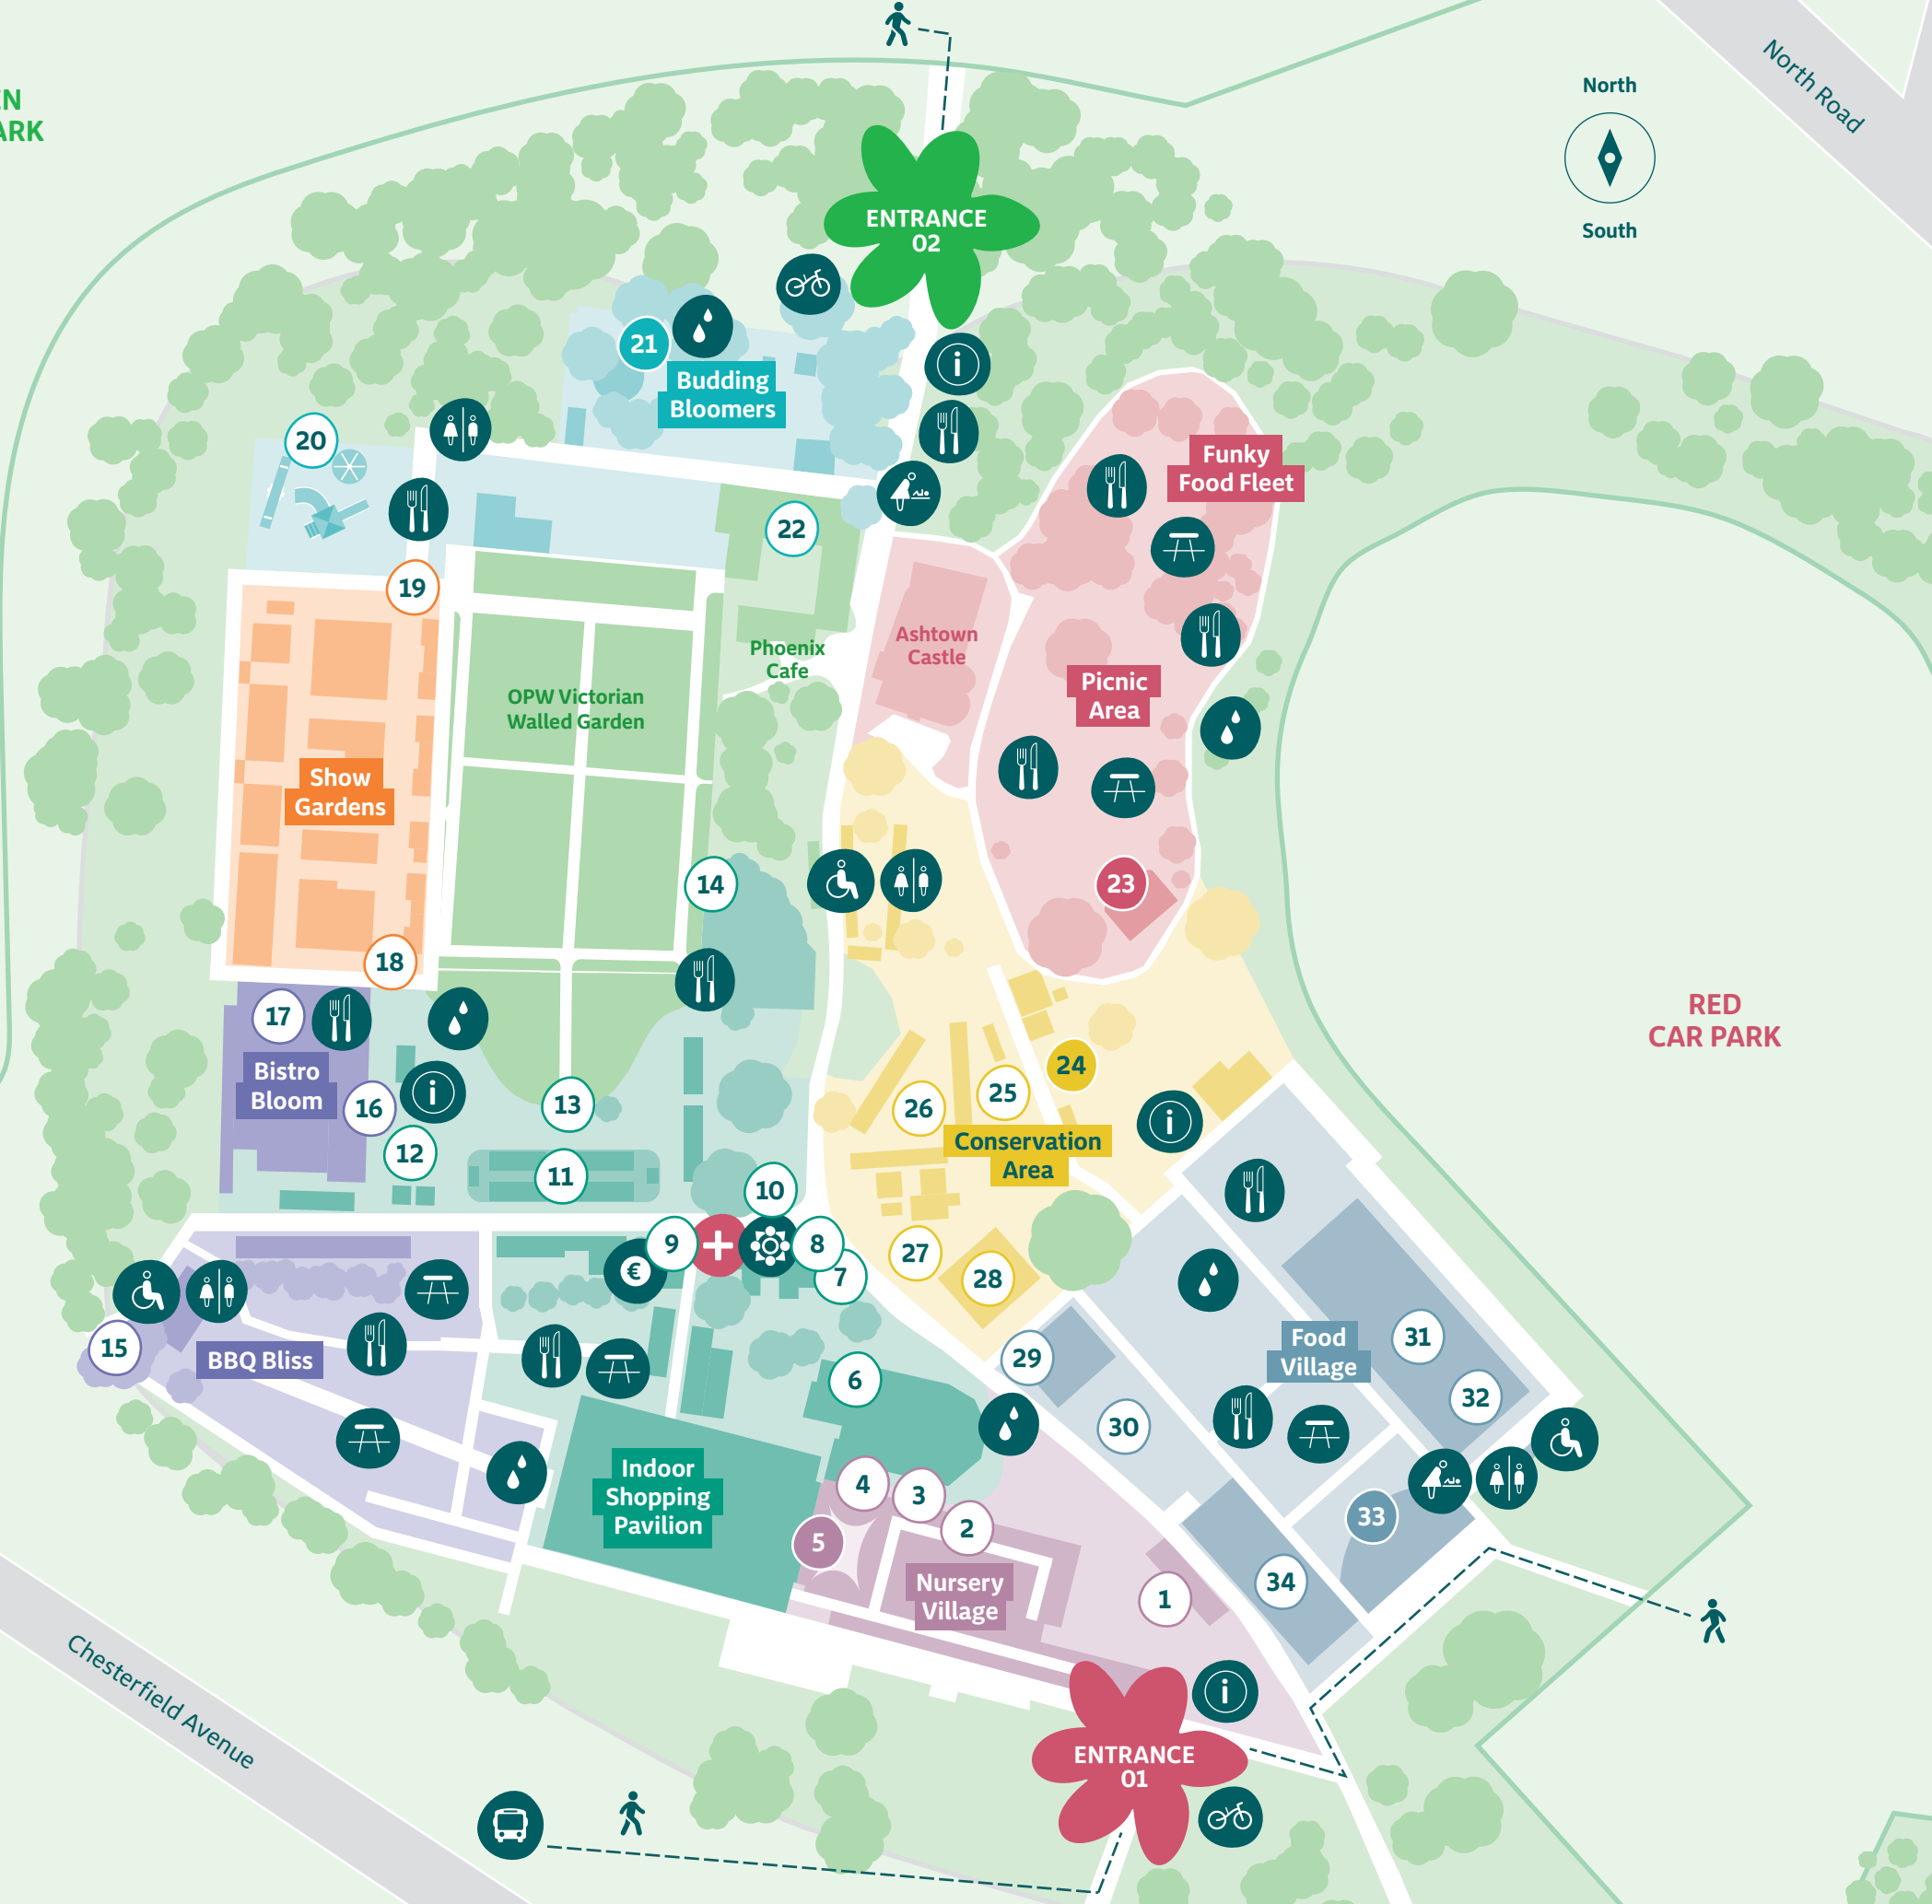 EN
ARK
North Road
North
South
ENTRANCE
02
21
Budding
Bloomers
20
22
Funky
Food Fleet
19
Phoenix
Cafe
Ashtown
Castle
OPW Victorian
Walled Garden
Picnic
Area
Show
Gardens
14
23
18
17
RED
CAR PARK
Bistro
Bloom
16
13
12
11
10
24
25
26
Conservation
Area
9
8
7
€
27
28
15
BBQ Bliss
6
29
Food
Village
31
32
30
33
34
Indoor
Shopping
Pavilion
4
3
2
5
Nursery
Village
1
Chesterfield Avenue
ENTRANCE
01